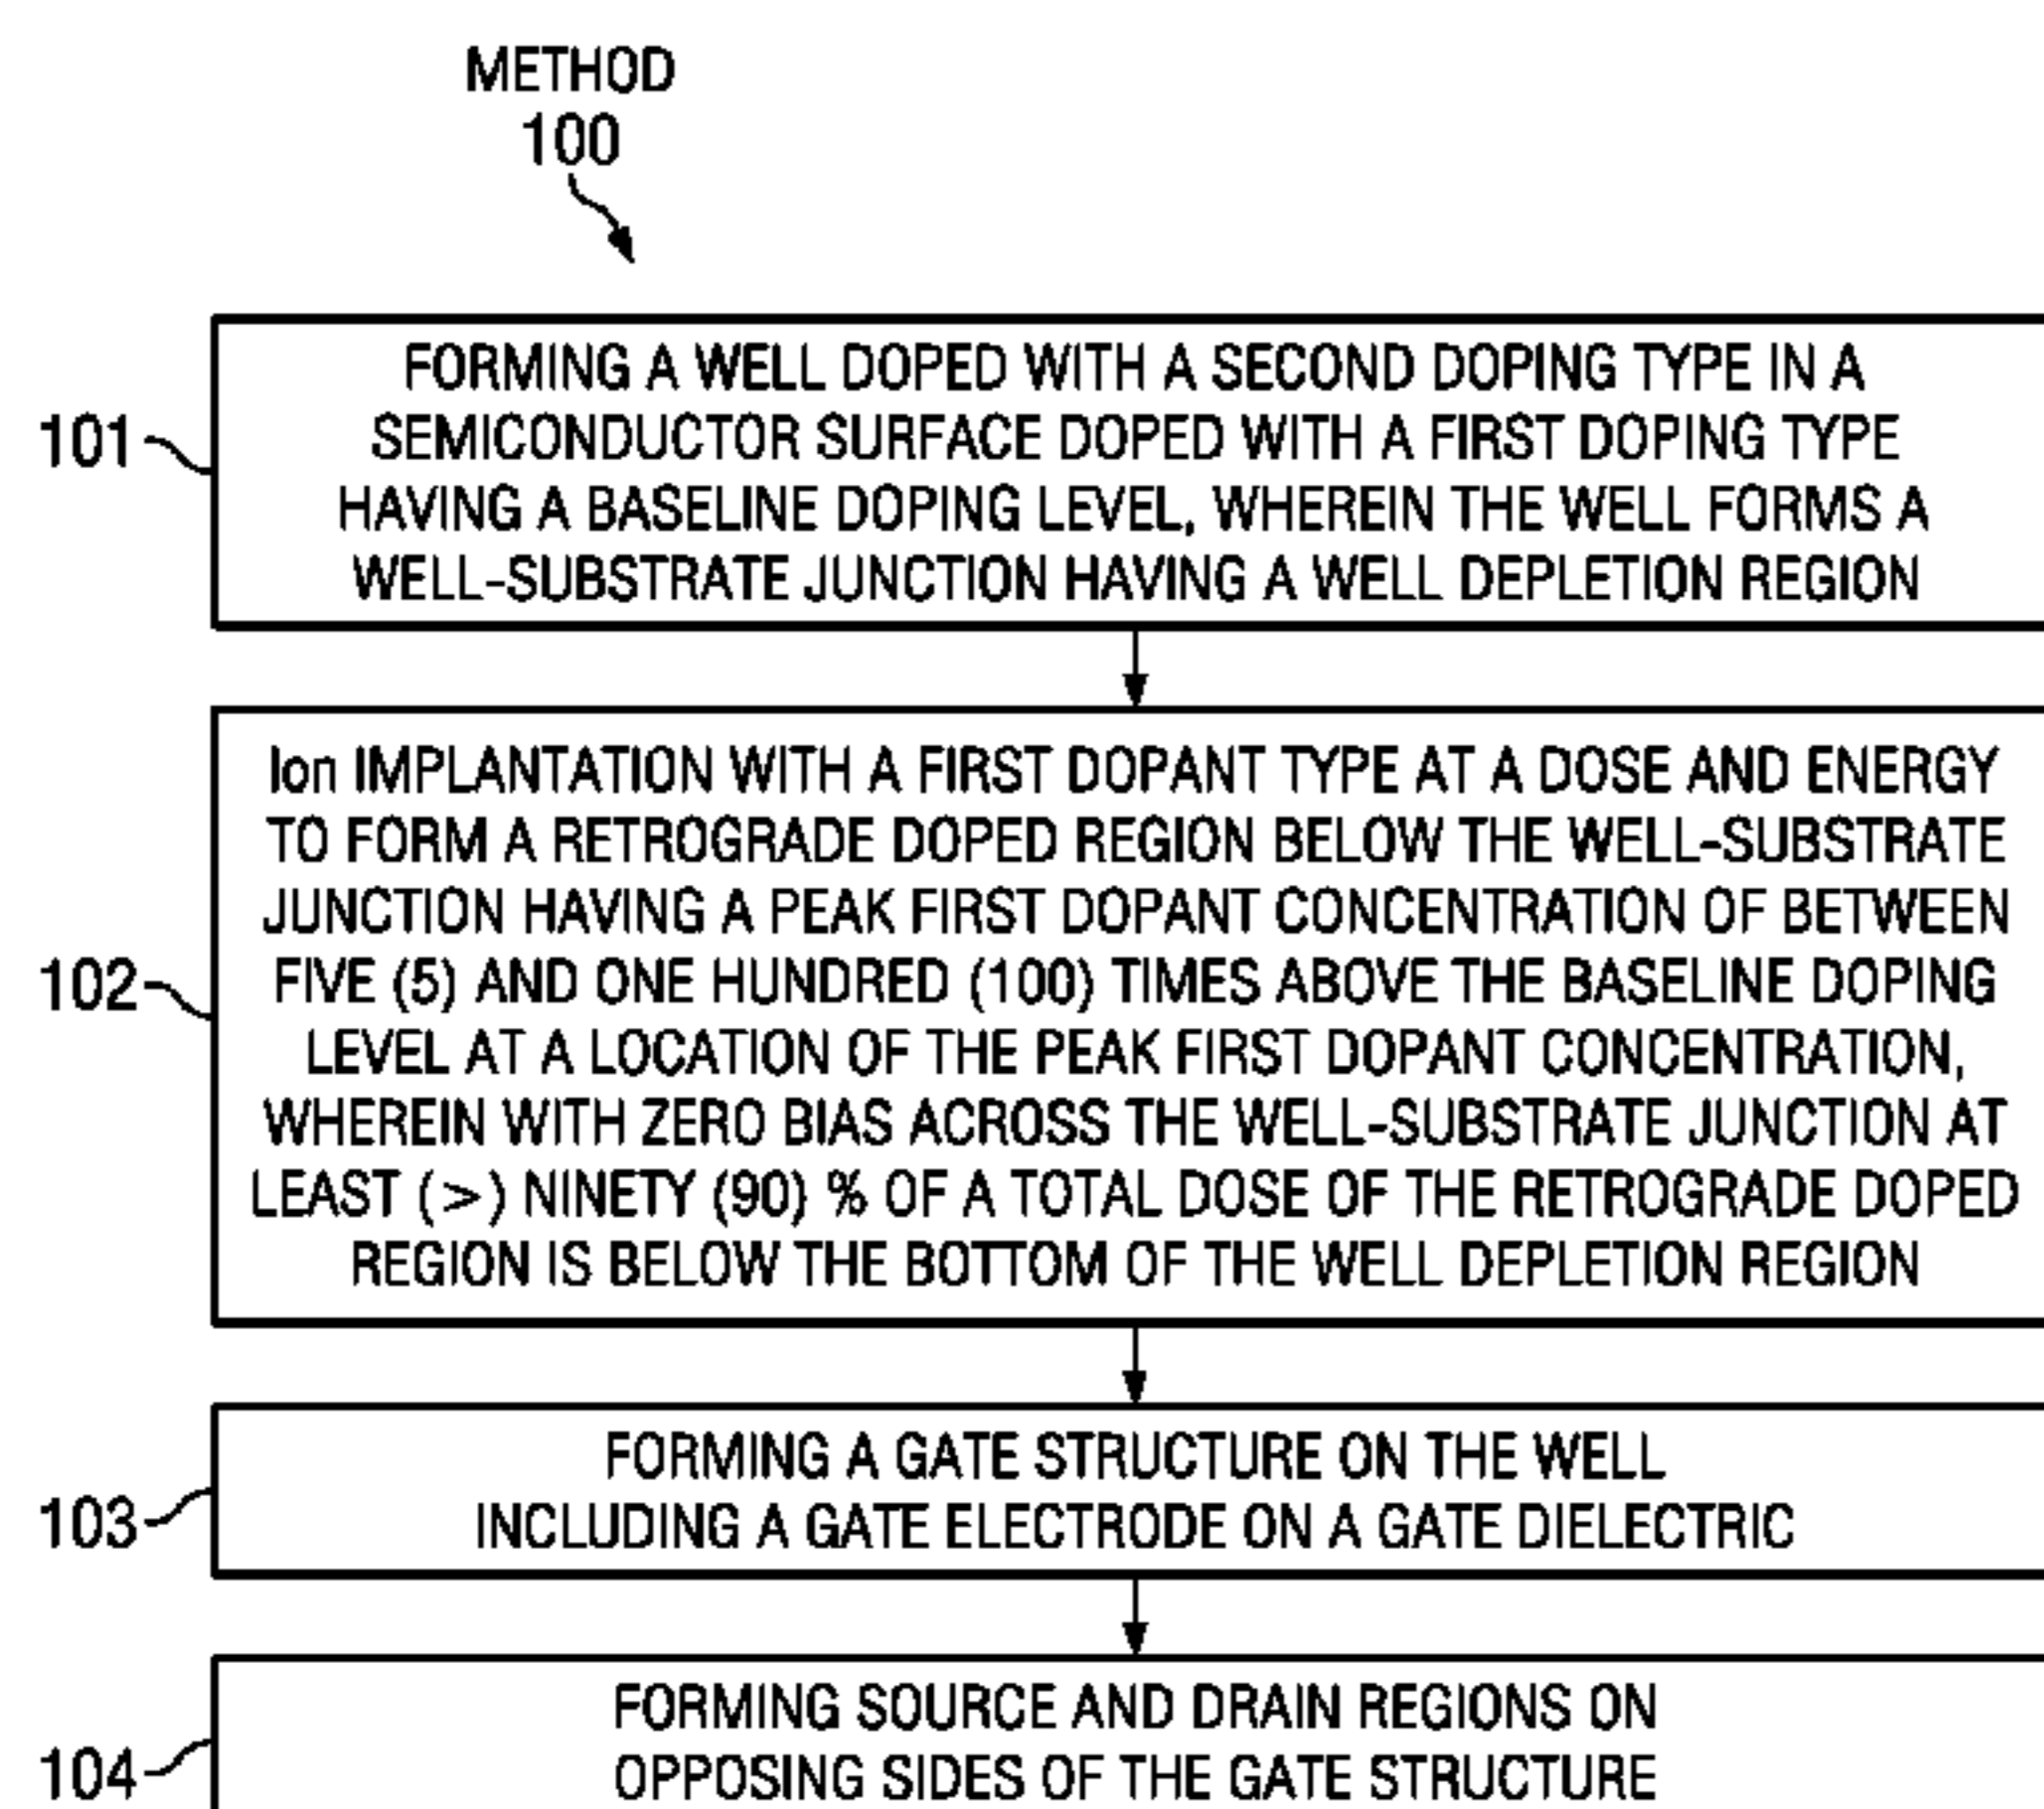 METHOD
100
101
FORMING A WELL DOPED WITH A SECOND DOPING TYPE IN A
SEMICONDUCTOR SURFACE DOPED WITH A FIRST DOPING TYPE
HAVING A BASELINE DOPING LEVEL, WHEREIN THE WELL FORMS A
WELL-SUBSTRATE JUNCTION HAVING A WELL DEPLETION REGION
102
Ion IMPLANTATION WITH A FIRST DOPANT TYPE AT A DOSE AND ENERGY
TO FORM A RETROGRADE DOPED REGION BELOW THE WELL-SUBSTRATE
JUNCTION HAVING A PEAK FIRST DOPANT CONCENTRATION OF BETWEEN
FIVE (5) AND ONE HUNDRED (100) TIMES ABOVE THE BASELINE DOPING
LEVEL AT A LOCATION OF THE PEAK FIRST DOPANT CONCENTRATION,
WHEREIN WITH ZERO BIAS ACROSS THE WELL-SUBSTRATE JUNCTION AT
LEAST (>) NINETY (90) % OF A TOTAL DOSE OF THE RETROGRADE DOPED
REGION IS BELOW THE BOTTOM OF THE WELL DEPLETION REGION
103
FORMING A GATE STRUCTURE ON THE WELL
INCLUDING A GATE ELECTRODE ON A GATE DIELECTRIC
104
FORMING SOURCE AND DRAIN REGIONS ON
OPPOSING SIDES OF THE GATE STRUCTURE